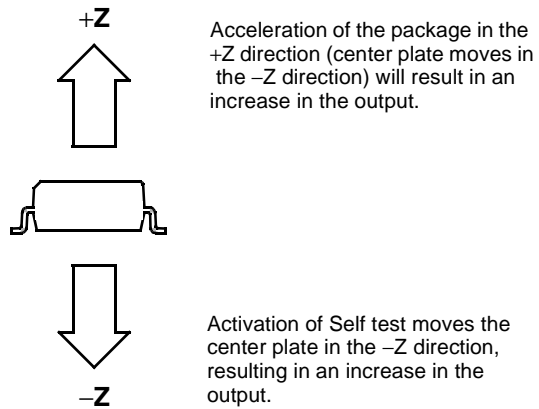 +Z
Acceleration of the package in the
+Z direction (center plate moves in
the −Z direction) will result in an
increase in the output.
Activation of Self test moves the
center plate in the −Z direction,
resulting in an increase in the
output.
−Z